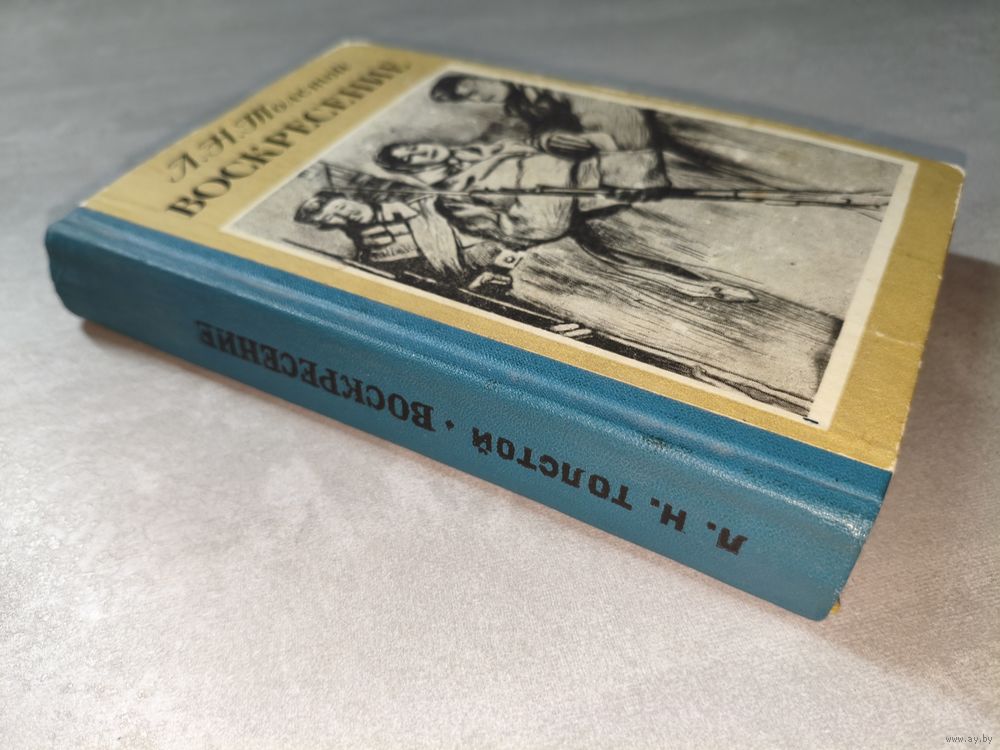 Л.Н.Толстой
ВОСКРЕСЕНИЕ
Л. Н. ТОЛСТОЙ · ВОСКРЕСЕНИЕ
www.ay.by